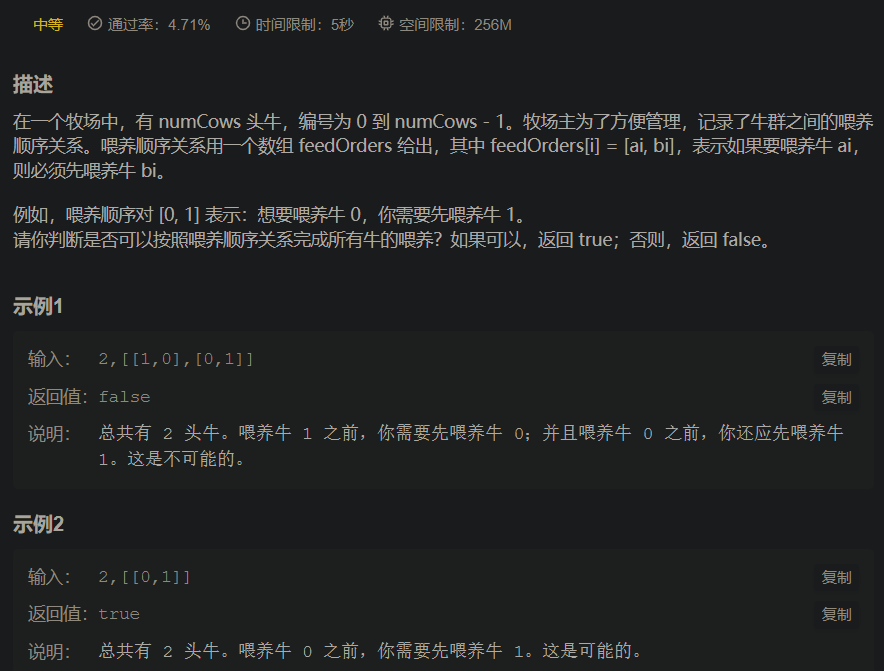 中等 通过率：4.71% 时间限制：5秒 空间限制：256M
描述
在一个牧场中，有 numCows 头牛，编号为 0 到 numCows - 1。牧场主为了方便管理，记录了牛群之间的喂养
顺序关系。喂养顺序关系用一个数组 feedOrders 给出，其中 feedOrders[i] = [ai, bi]，表示如果要喂养牛 ai，
则必须先喂养牛 bi。
例如，喂养顺序对 [0, 1] 表示：想要喂养牛 0，你需要先喂养牛 1。
请你判断是否可以按照喂养顺序关系完成所有牛的喂养？如果可以，返回 true；否则，返回 false。
示例1
输入： 2,[[1,0],[0,1]] 复制
返回值：false 复制
说明： 总共有 2 头牛。喂养牛 1 之前，你需要先喂养牛 0；并且喂养牛 0 之前，你还应先喂养牛
1。这是不可能的。
示例2
输入： 2,[[0,1]] 复制
返回值：true 复制
说明： 总共有 2 头牛。喂养牛 0 之前，你需要先喂养牛 1。这是可能的。